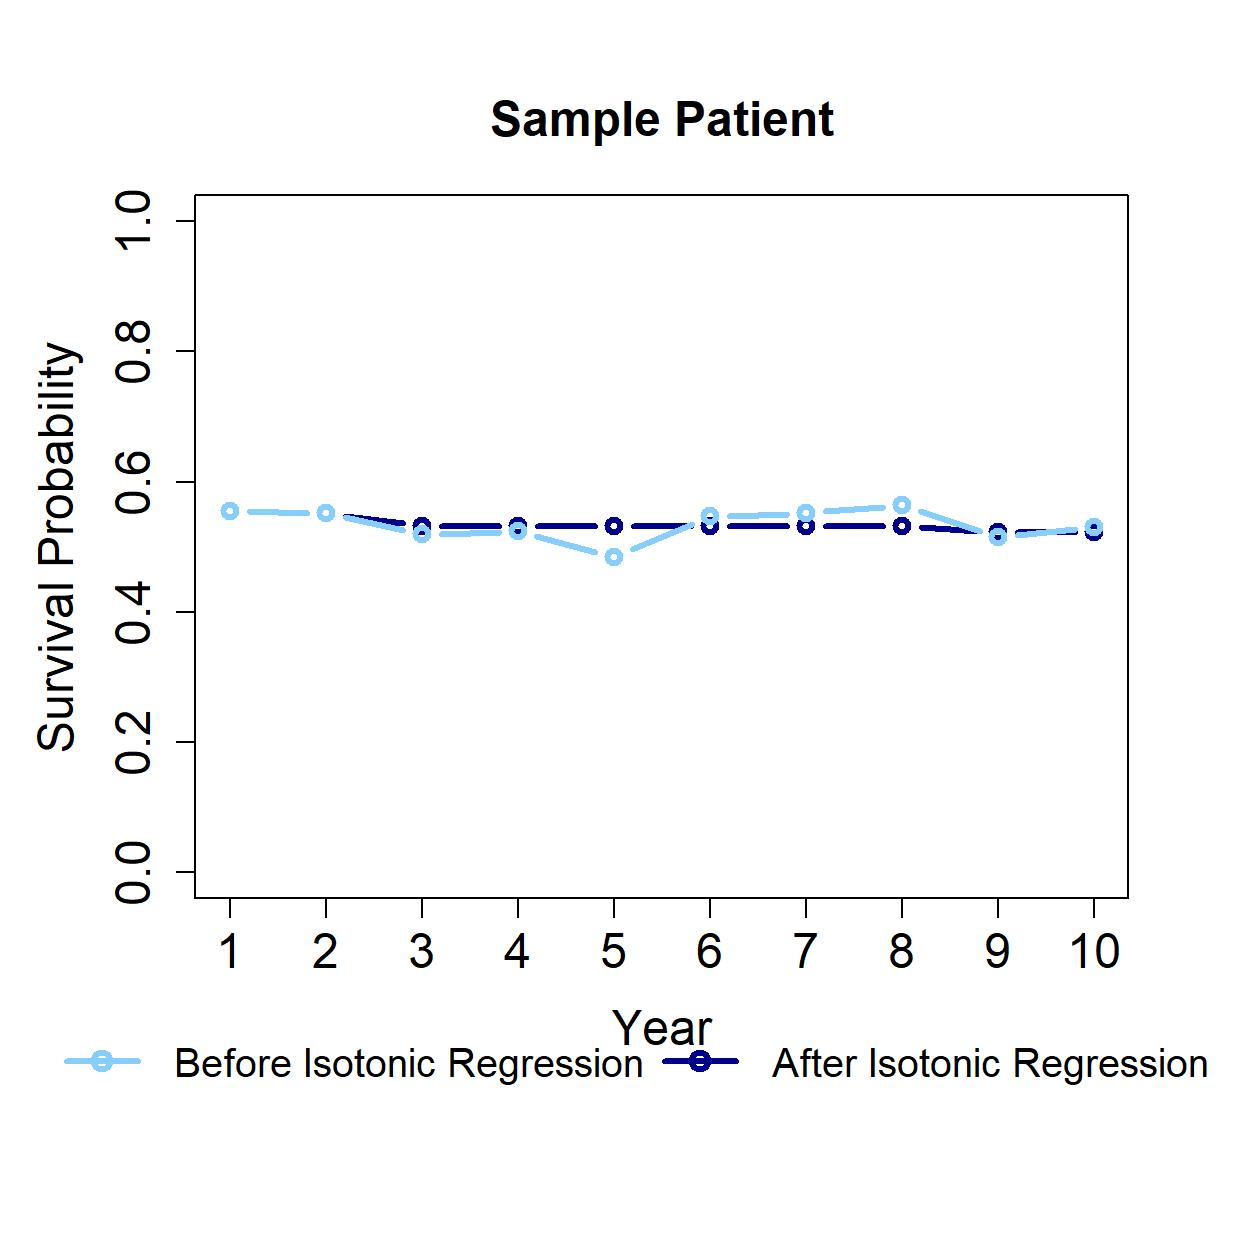 Sample Patient
Survival Probability
1.0
0.8
0.6
0.4
0.2
0.0
1 2 3 4 5 6 7 8 9 10
Year
Before Isotonic Regression After Isotonic Regression